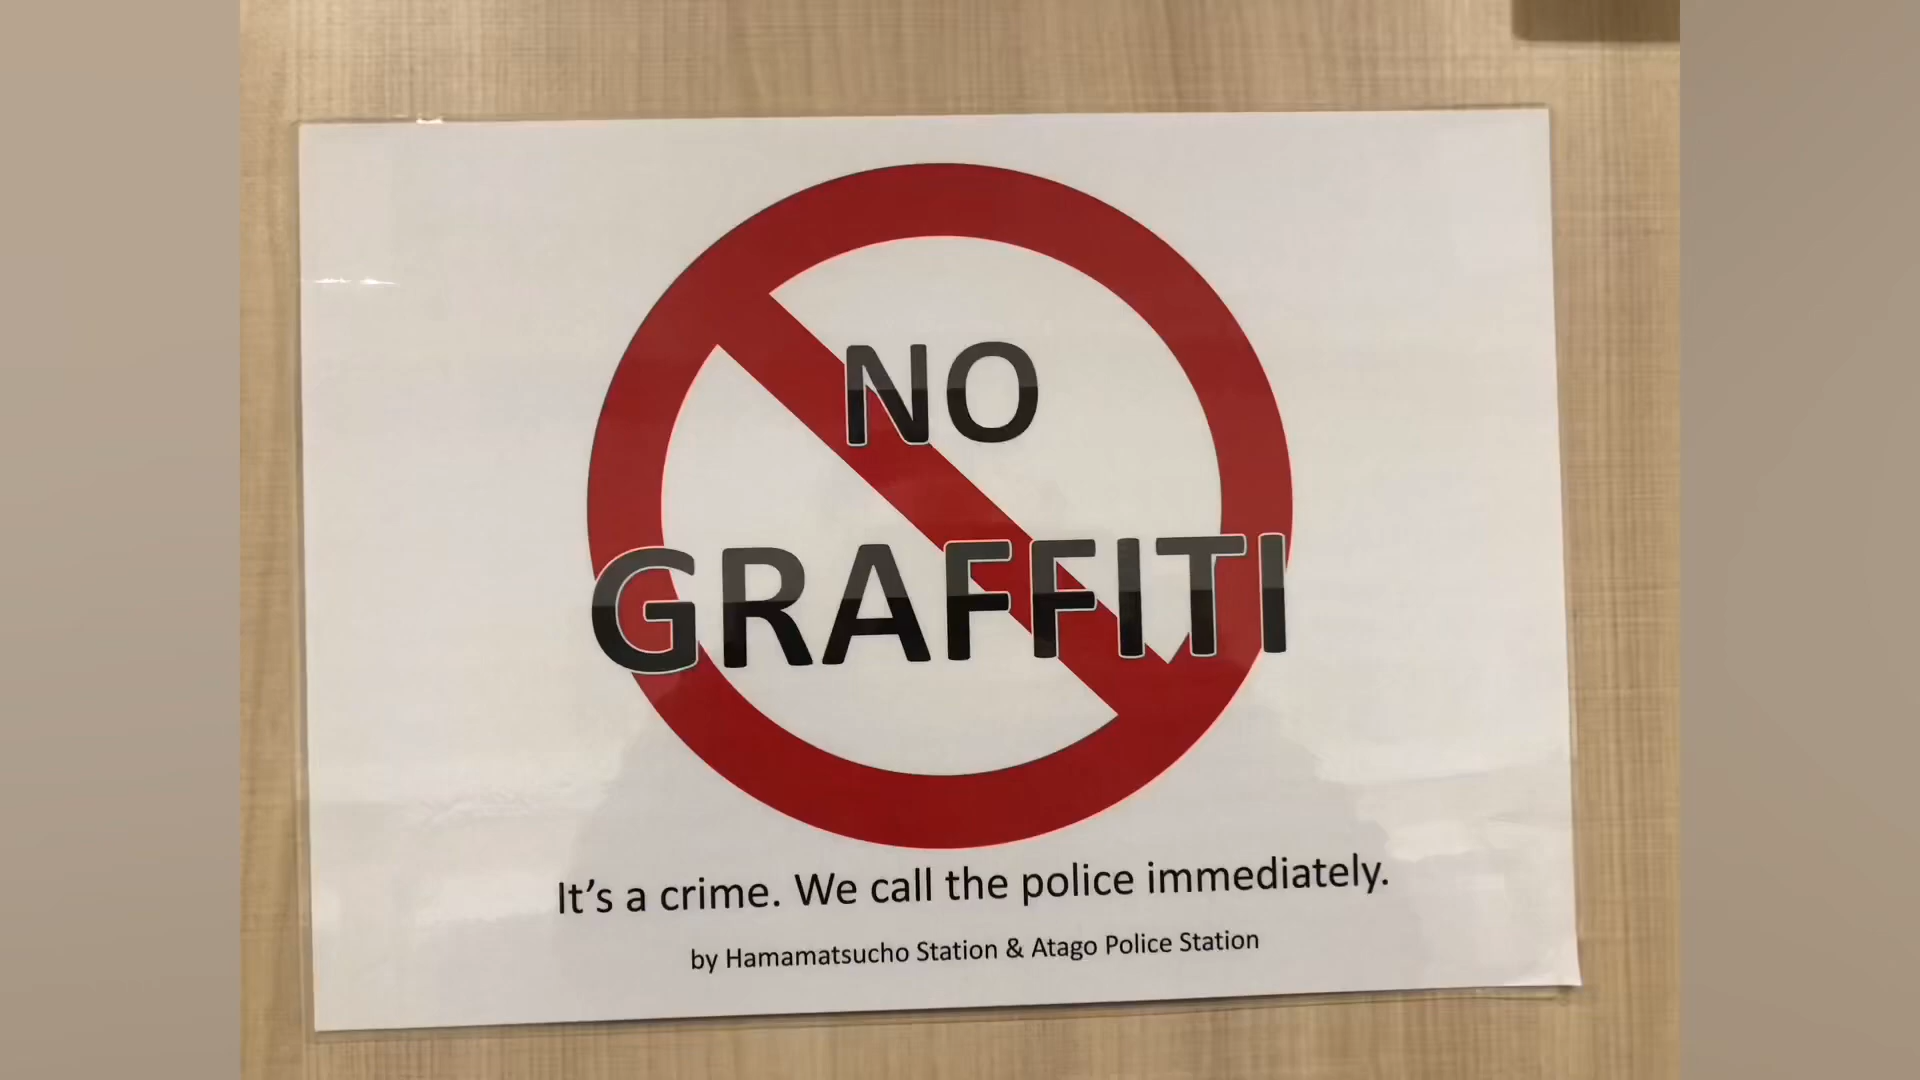 NO
GRAFFITI
It's a crime. We call the police immediately.
by Hamamatsucho Station & Atago Police Station